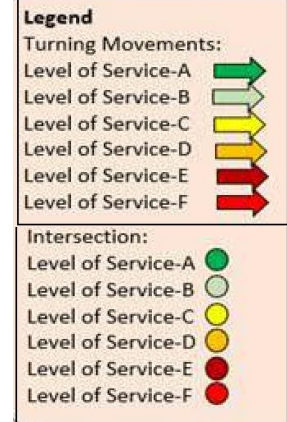 Legend
Turning Movements:
Level of Service-A
Level of Service-B
Level of Service-C
Level of Service-D
Level of Service-E
Level of Service-F
Intersection:
Level of Service-A
Level of Service-B
Level of Service-C
Level of Service-D
Level of Service-E
Level of Service-F